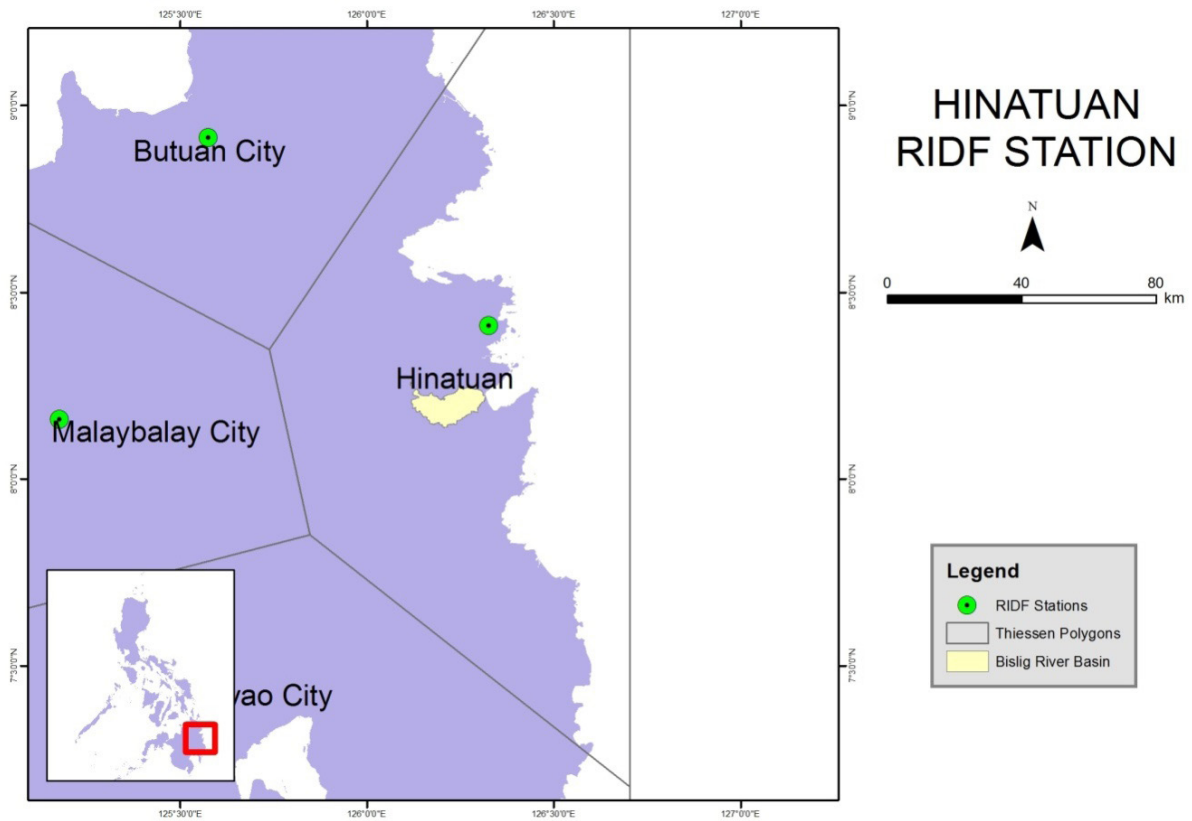 125°30'0"E 126°0'0"E 126°30'0"E 127°0'0"E
HINATUAN
RIDF STATION
N
0 40 80
km
9°0'0"N 9°0'0"N
Butuan City
8°30'0"N 8°30'0"N
Hinatuan
Malaybalay City
8°0'0"N 8°0'0"N
Legend
RIDF Stations
Thiessen Polygons
Bislig River Basin
7°30'0"N 7°30'0"N
vao City
125°30'0"E 126°0'0"E 126°30'0"E 127°0'0"E